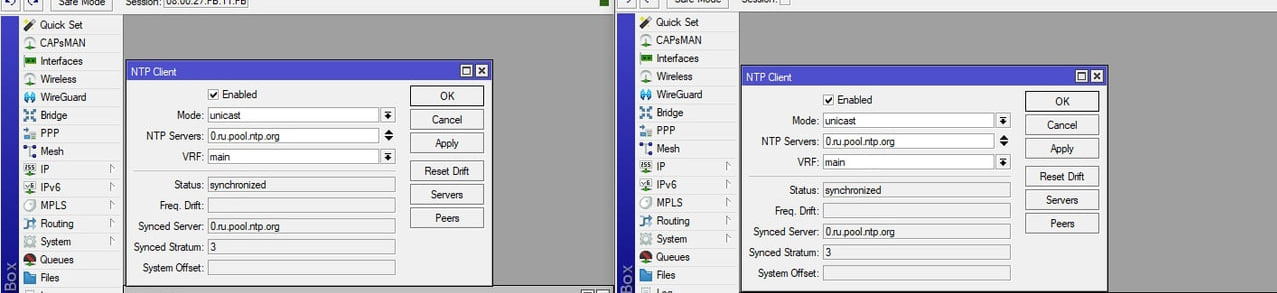 Safe Mode Session: 08:00:27:FB:11:FB
Quick Set
CAPsMAN
Interfaces
Wireless
WireGuard
Bridge
PPP
Mesh
IP
IPv6
MPLS
Routing
System
Queues
Files
Box
NTP Client
Enabled
Mode: unicast
NTP Servers: 0.ru.pool.ntp.org
VRF: main
Status: synchronized
Freq. Drift:
Synced Server: 0.ru.pool.ntp.org
Synced Stratum: 3
System Offset:
OK
Cancel
Apply
Reset Drift
Servers
Peers
Safe Mode Session:
Quick Set
CAPsMAN
Interfaces
Wireless
WireGuard
Bridge
PPP
Mesh
IP
IPv6
MPLS
Routing
System
Queues
Files
Box
NTP Client
Enabled
Mode: unicast
NTP Servers: 0.ru.pool.ntp.org
VRF: main
Status: synchronized
Freq. Drift:
Synced Server: 0.ru.pool.ntp.org
Synced Stratum: 3
System Offset:
OK
Cancel
Apply
Reset Drift
Servers
Peers